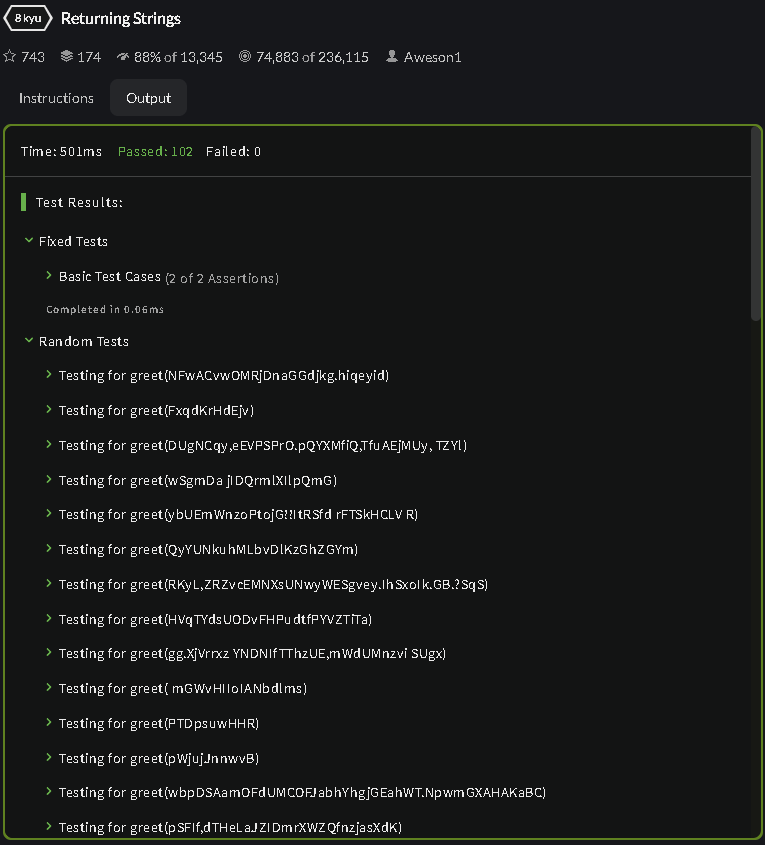 8 kyu Returning Strings
743 174 88% of 13,345 74,883 of 236,115 Aweson1
Instructions Output
Time: 501ms Passed: 102 Failed: 0
Test Results:
Fixed Tests
Basic Test Cases (2 of 2 Assertions)
Completed in 0.06ms
Random Tests
Testing for greet(NFwACvwOMRjDnaGGdjkg.hiqeyid)
Testing for greet(FxqdKrHdEjv)
Testing for greet(DUgNCqy,eEVPSPrO.pQYXMfiQ,TfuAEjMUy, TZYl)
Testing for greet(wSgmDa jIDQrmlXIlpQmG)
Testing for greet(ybUEmWnzoPtojG??ItRSfd rFTSkHCLV R)
Testing for greet(QyYUNkuhMLbvDlKzGhZGYm)
Testing for greet(RKyL,ZRZvcEMNXsUNwyWESgvey.IhSxoIk.GB.?SqS)
Testing for greet(HVqTYdsUODvFHPudtfPYVZTiTa)
Testing for greet(gg.XjVrrxz YNDNIfTThzUE,mWdUMnzvi SUgx)
Testing for greet( mGWvHIIoIANbdlms)
Testing for greet(PTDpsuwHHR)
Testing for greet(pWjujJnnwvB)
Testing for greet(wbpDSAamOFdUMCOFJabhYhgjGEahWT.NpwmGXAHAKaBC)
Testing for greet(pSFIf,dTHeLaJZIDmrXWZQfnzjasXdK)